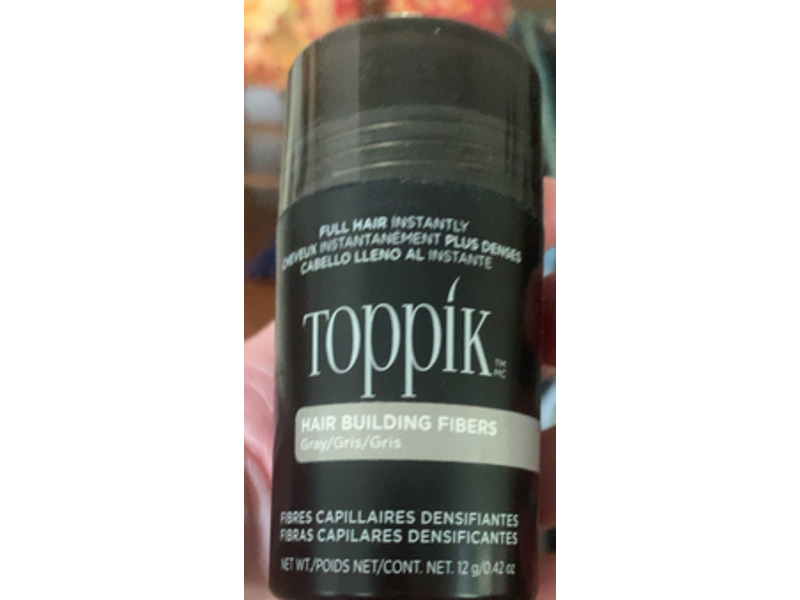 FULL HAIR INSTANTLY
CHEVEUX INSTANTANÉMENT PLUS DENSES
CABELLO LLENO AL INSTANTE
TOPPIK
TM
MC
HAIR BUILDING FIBERS
Gray/Gris/Gris
FIBRES CAPILLAIRES DENSIFIANTES
FIBRAS CAPILARES DENSIFICANTES
NET WT./POIDS NET/CONT. NET. 12 g/0.42 oz